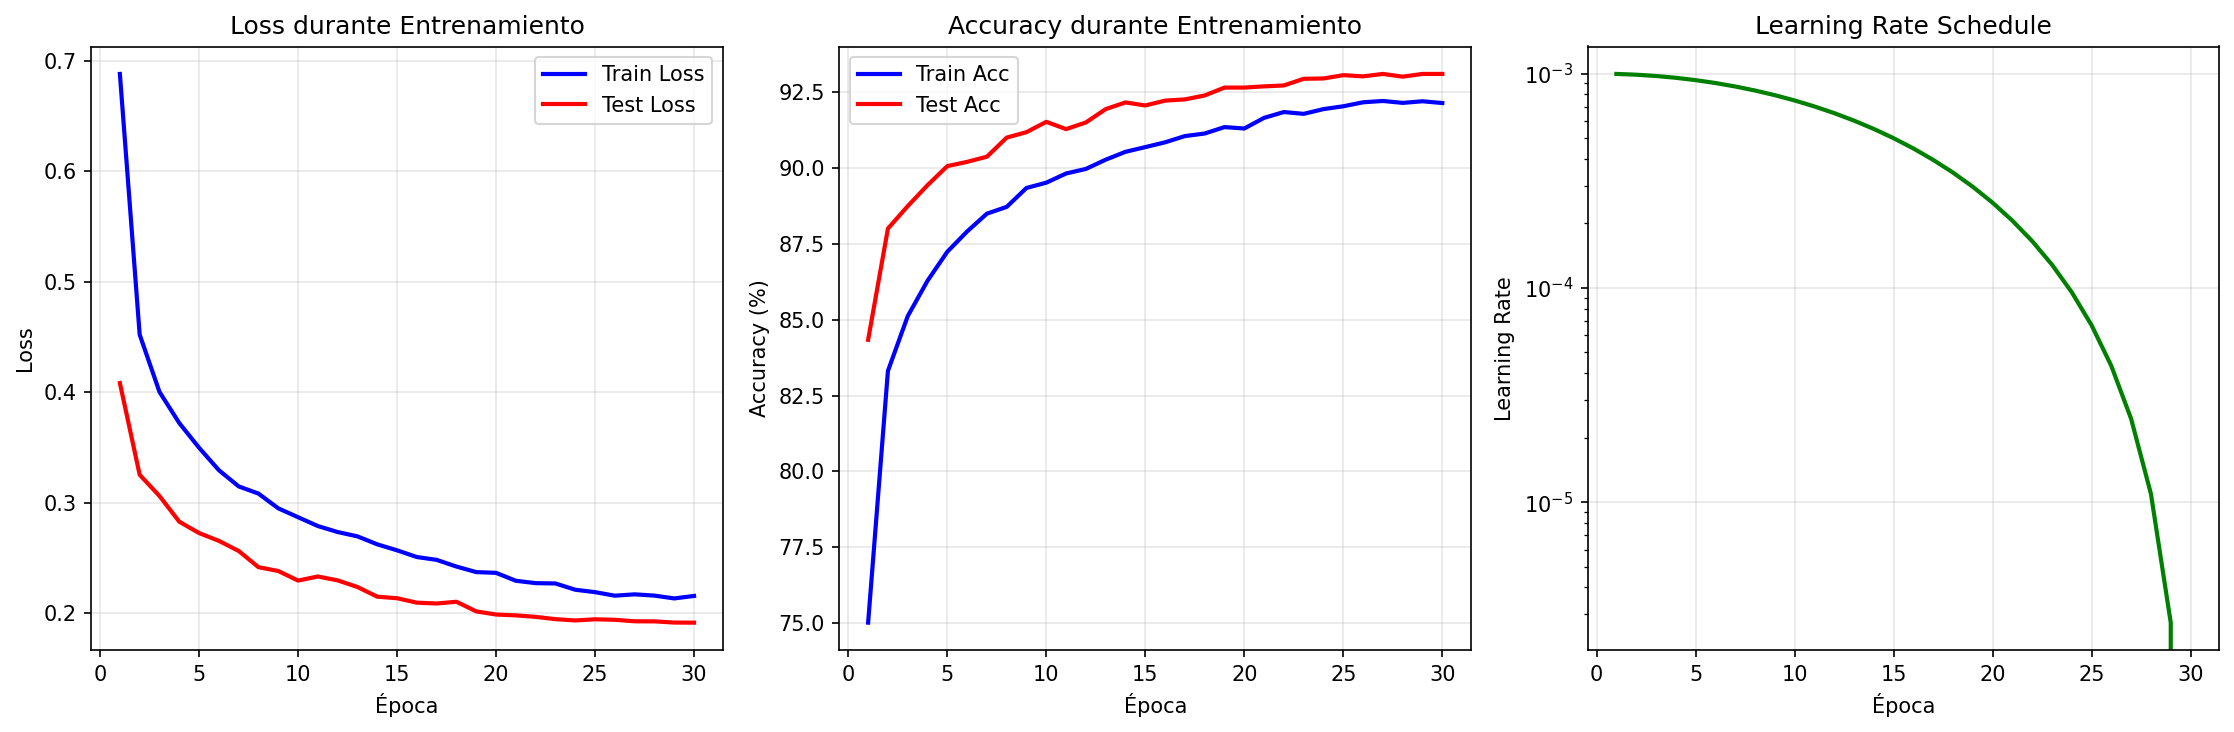 Loss durante Entrenamiento
0.7
0.6
0.5
0.4
0.3
0.2
Loss
Train Loss
Test Loss
0 5 10 15 20 25 30
Época
Accuracy durante Entrenamiento
92.5
90.0
87.5
85.0
82.5
80.0
77.5
75.0
Accuracy (%)
Train Acc
Test Acc
0 5 10 15 20 25 30
Época
Learning Rate Schedule
10⁻³
10⁻⁴
10⁻⁵
Learning Rate
0 5 10 15 20 25 30
Época